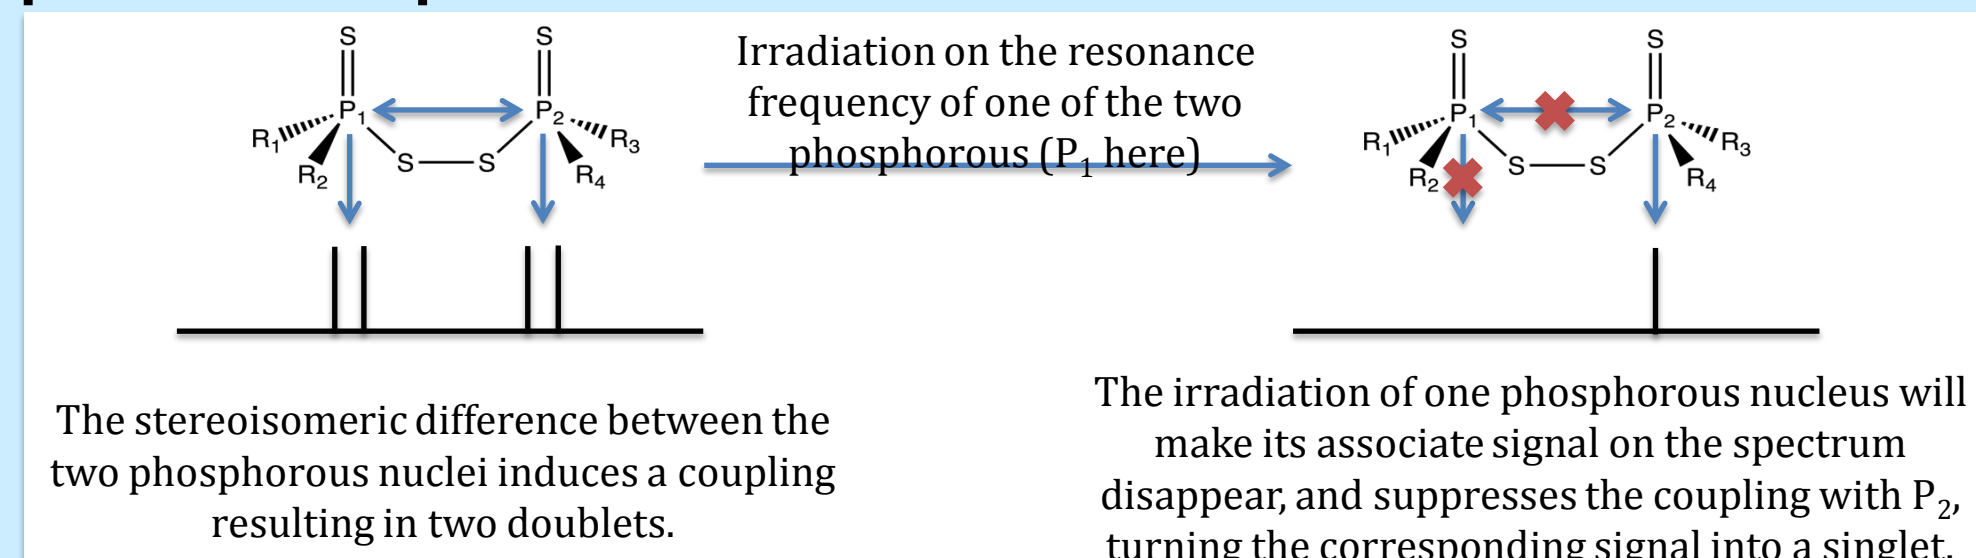 S
S
P1
P2
R1
R2
S
S
R3
R4
Irradiation on the resonance
frequency of one of the two
phosphorous (P1 here)
S
S
P1
P2
R1
R2
S
S
R3
R4
The stereoisomeric difference between the
two phosphorous nuclei induces a coupling
resulting in two doublets.
The irradiation of one phosphorous nucleus will
make its associate signal on the spectrum
disappear, and suppresses the coupling with P2,
turning the corresponding signal into a singlet.